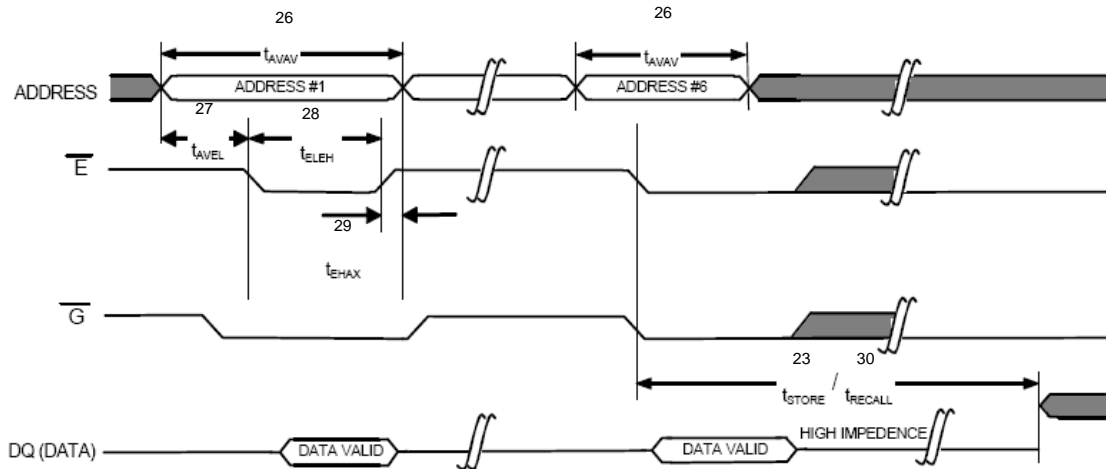 26 26
tAVAV tAVAV
ADDRESS ADDRESS #1 ADDRESS #6
27 28
tAVEL tELEH
E
29
tEHAX
G
23 30
tSTORE / tRECALL
DQ (DATA) DATA VALID DATA VALID HIGH IMPEDENCE